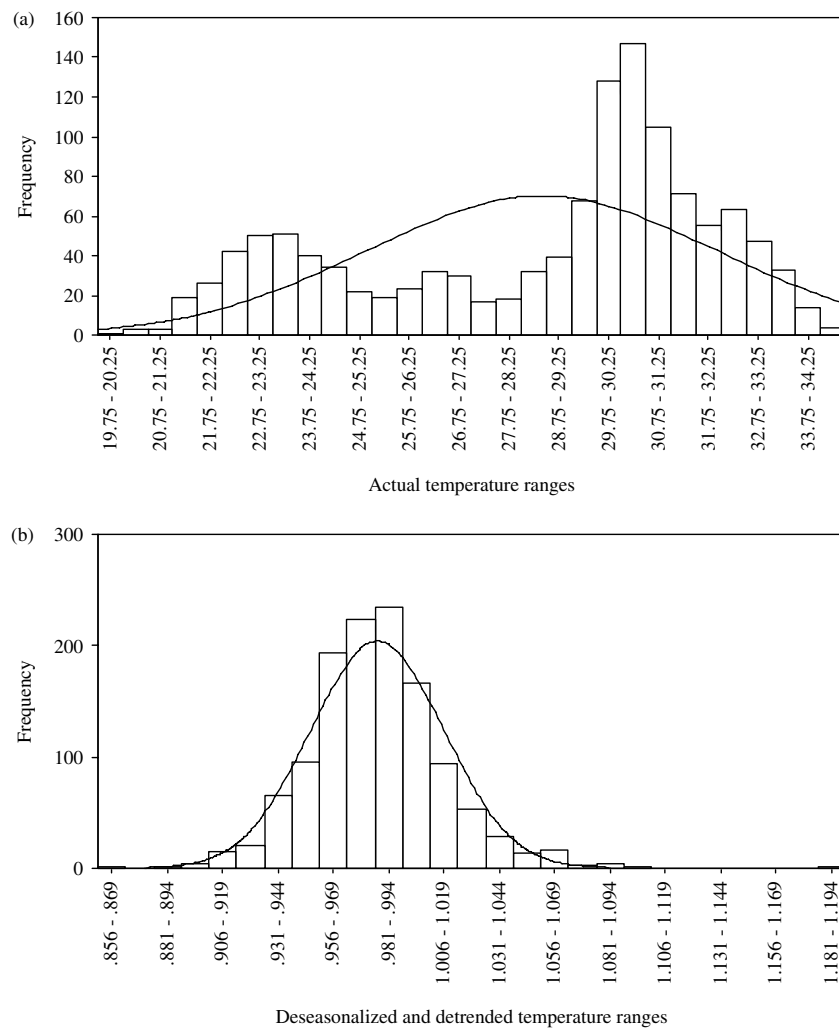 (a)
160
140
120
100
80
60
40
20
0
Frequency
19.75 - 20.25
20.75 - 21.25
21.75 - 22.25
22.75 - 23.25
23.75 - 24.25
24.75 - 25.25
25.75 - 26.25
26.75 - 27.25
27.75 - 28.25
28.75 - 29.25
29.75 - 30.25
30.75 - 31.25
31.75 - 32.25
32.75 - 33.25
33.75 - 34.25
Actual temperature ranges
(b)
300
200
100
0
Frequency
.856 - .869
.881 - .894
.906 - .919
.931 - .944
.956 - .969
.981 - .994
1.006 - 1.019
1.031 - 1.044
1.056 - 1.069
1.081 - 1.094
1.106 - 1.119
1.131 - 1.144
1.156 - 1.169
1.181 - 1.194
Deseasonalized and detrended temperature ranges